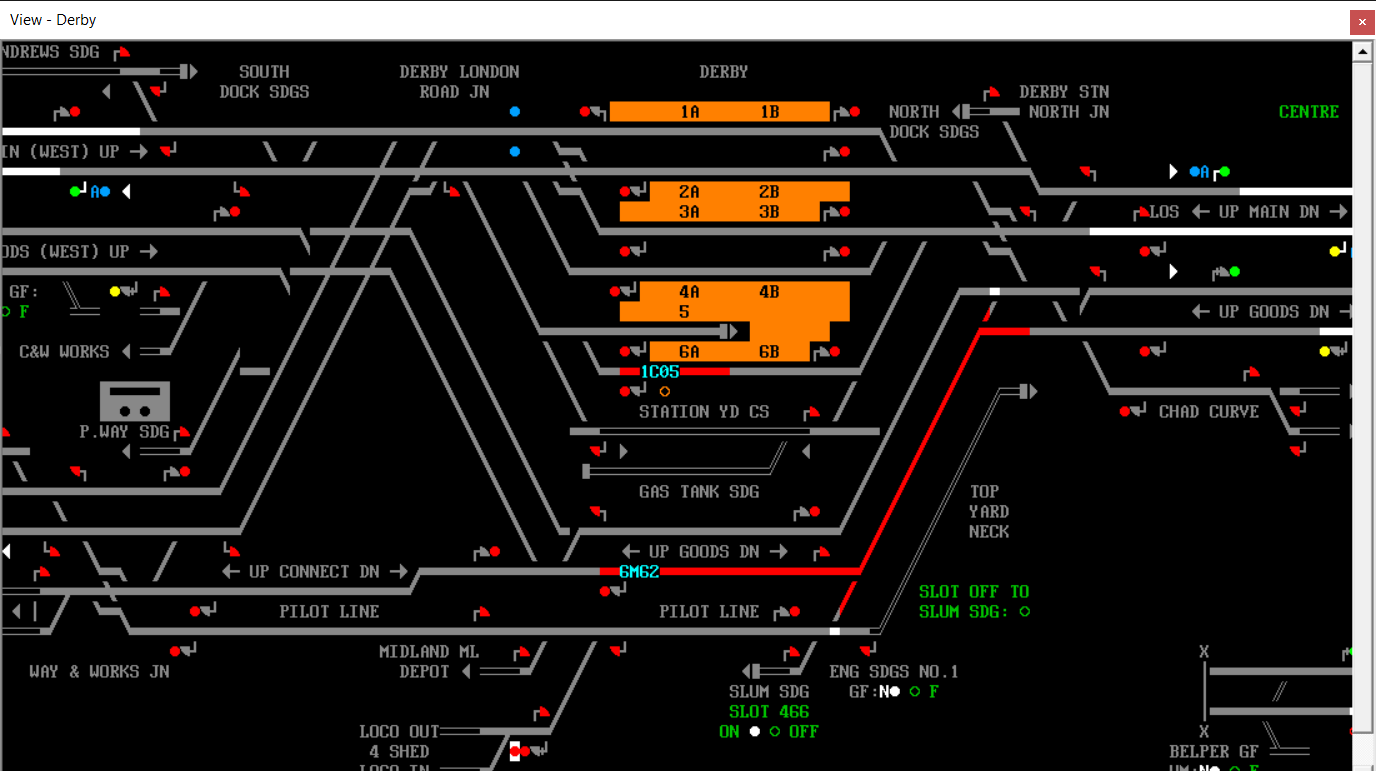 View - Derby
NDREWS SDG
SOUTH
DOCK SDGS
DERBY LONDON
ROAD JN
DERBY
DERBY STN
NORTH JN
NORTH
DOCK SDGS
CENTRE
1A 1B
IN (WEST) UP →
A
A
2A 2B
3A 3B
LOS ← UP MAIN DN →
ODS (WEST) UP →
GF:
F
4A 4B
5
← UP GOODS DN →
C&W WORKS
6A 6B
1C05
STATION YD CS
CHAD CURVE
P.WAY SDG
GAS TANK SDG
TOP
YARD
NECK
← UP GOODS DN →
← UP CONNECT DN →
6M62
SLOT OFF TO
SLUM SDG:
PILOT LINE
PILOT LINE
WAY & WORKS JN
MIDLAND ML
DEPOT
ENG SDGS NO.1
GF:N F
SLUM SDG
SLOT 466
ON OFF
X
X
LOCO OUT
4 SHED
LOCO IN
BELPER GF
UM:N F